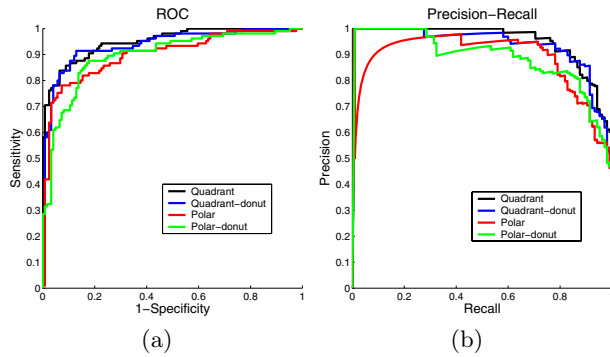 ROC
1
0.9
0.8
0.7
0.6
0.5
0.4
0.3
0.2
0.1
0
Sensitivity
Quadrant
Quadrant-donut
Polar
Polar-donut
0 0.2 0.4 0.6 0.8 1
1-Specificity
(a)
Precision-Recall
1
0.9
0.8
0.7
0.6
0.5
0.4
0.3
0.2
0.1
0
Precision
Quadrant
Quadrant-donut
Polar
Polar-donut
0 0.2 0.4 0.6 0.8
Recall
(b)